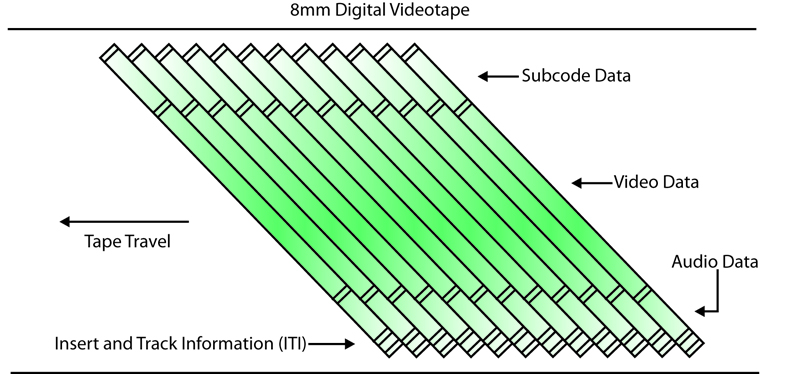 8mm Digital Videotape
Subcode Data
Video Data
Tape Travel
Audio Data
Insert and Track Information (ITI)